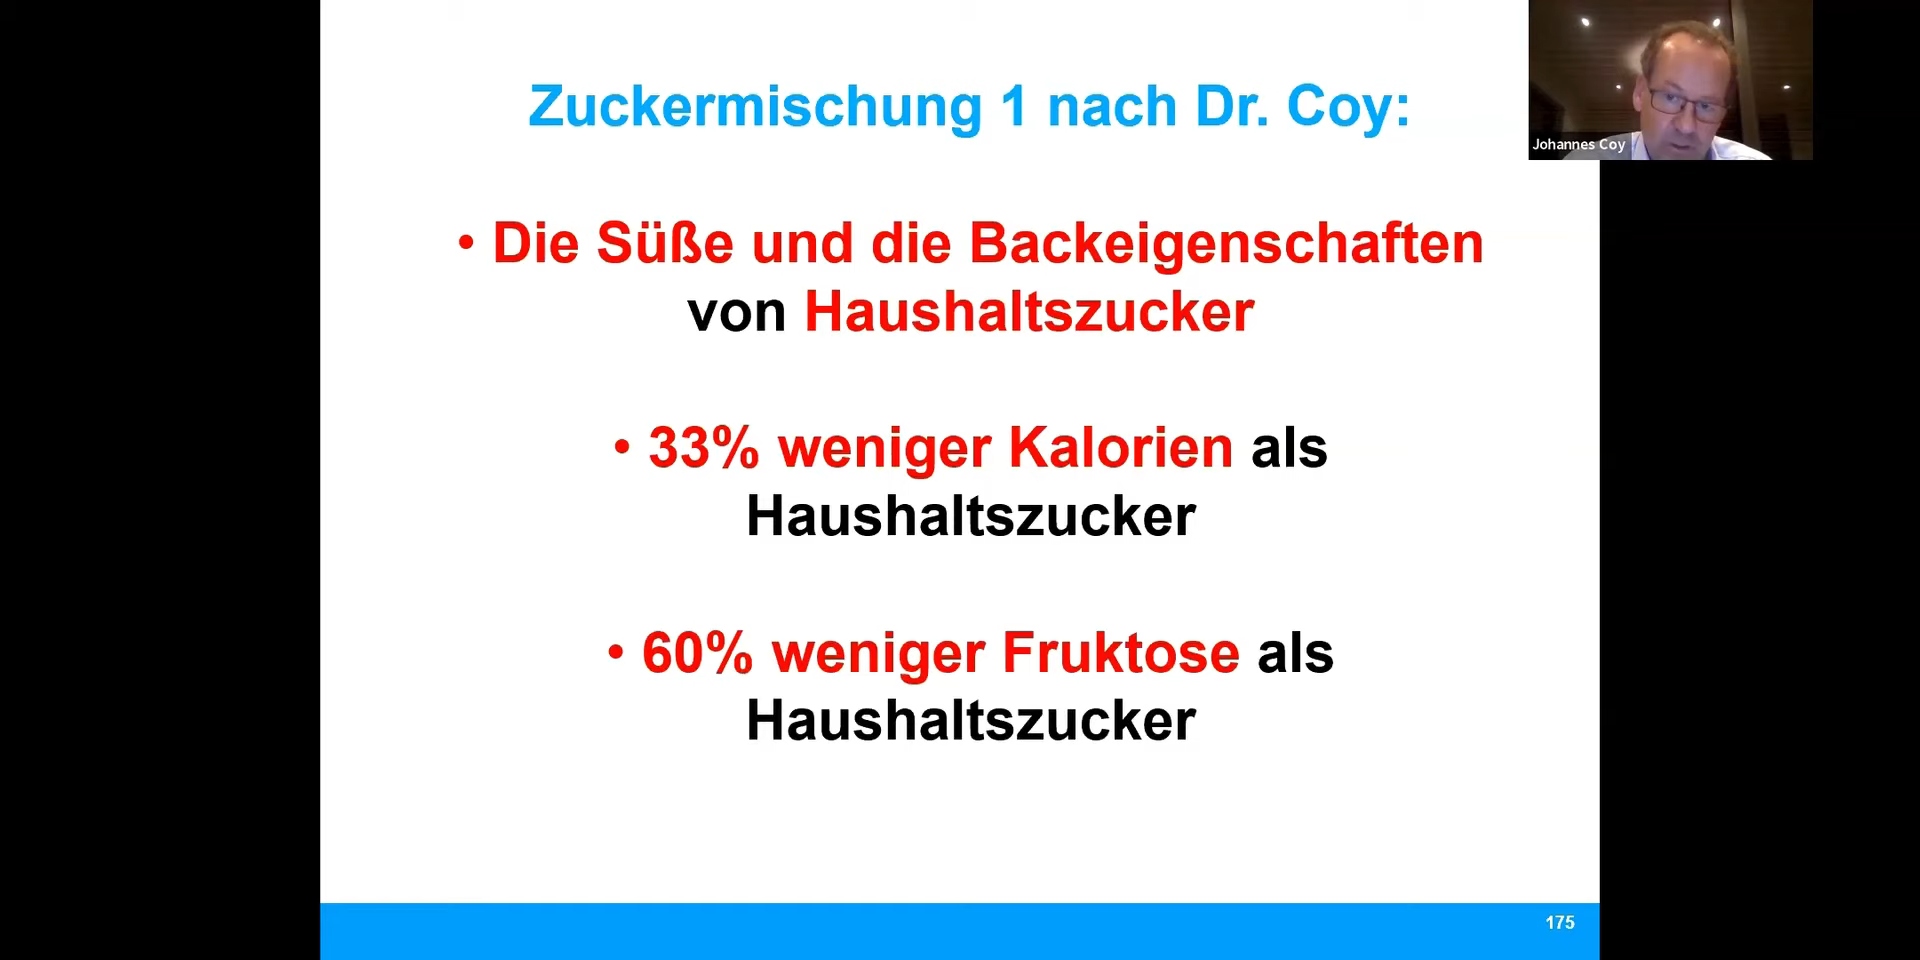 Zuckermischung 1 nach Dr. Coy:
Johannes Coy
• Die Süße und die Backeigenschaften
von Haushaltszucker
• 33% weniger Kalorien als
Haushaltszucker
• 60% weniger Fruktose als
Haushaltszucker
175